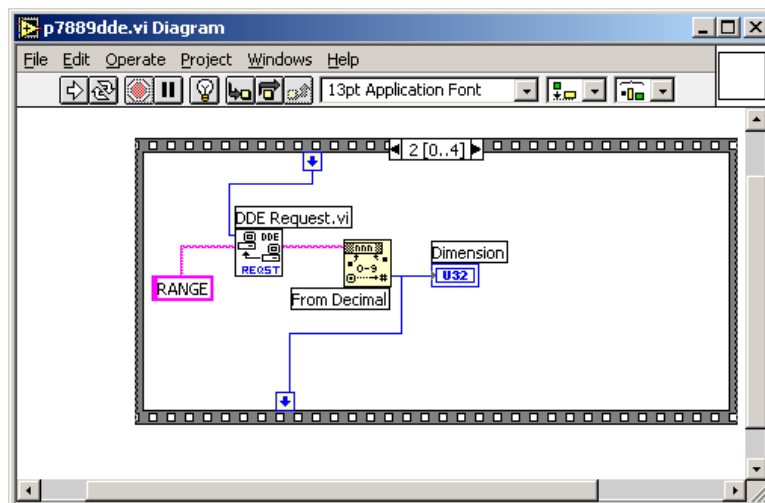 p7889dde.vi Diagram
File Edit Operate Project Windows Help
13pt Application Font
2 [0..4]
DDE Request.vi
DDE
REQST
RANGE
nnn
0-9
#
From Decimal
Dimension
U32